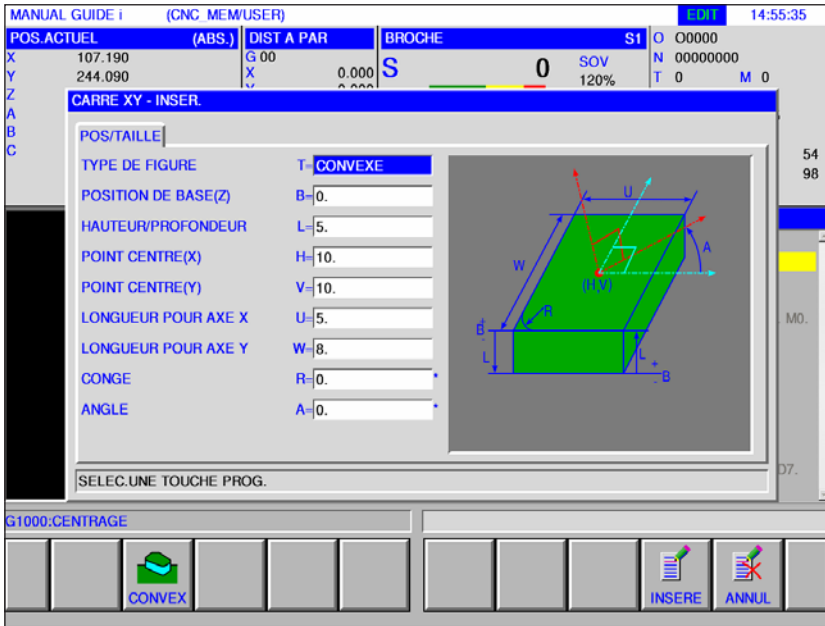 MANUAL GUIDE i (CNC_MEM/USER) EDIT 14:55:35
POS.ACTUEL (ABS.) DIST A PAR BROCHE S1 O O0000
X 107.190 G 00 S 0 SOV N 00000000
Y 244.090 X 0.000 120% T 0 M 0
Z
A
B
C
54
98
CARRE XY - INSER.
POS/TAILLE
TYPE DE FIGURE T= CONVEXE
POSITION DE BASE(Z) B= 0.
HAUTEUR/PROFONDEUR L= 5.
POINT CENTRE(X) H= 10.
POINT CENTRE(Y) V= 10.
LONGUEUR POUR AXE X U= 5.
LONGUEUR POUR AXE Y W= 8.
CONGE R= 0. *
ANGLE A= 0. *
U
A
W
(H,V)
R
+
B
-
L
L
+
- B
M0.
D7.
SELEC.UNE TOUCHE PROG.
G1000:CENTRAGE
CONVEX INSERE ANNUL